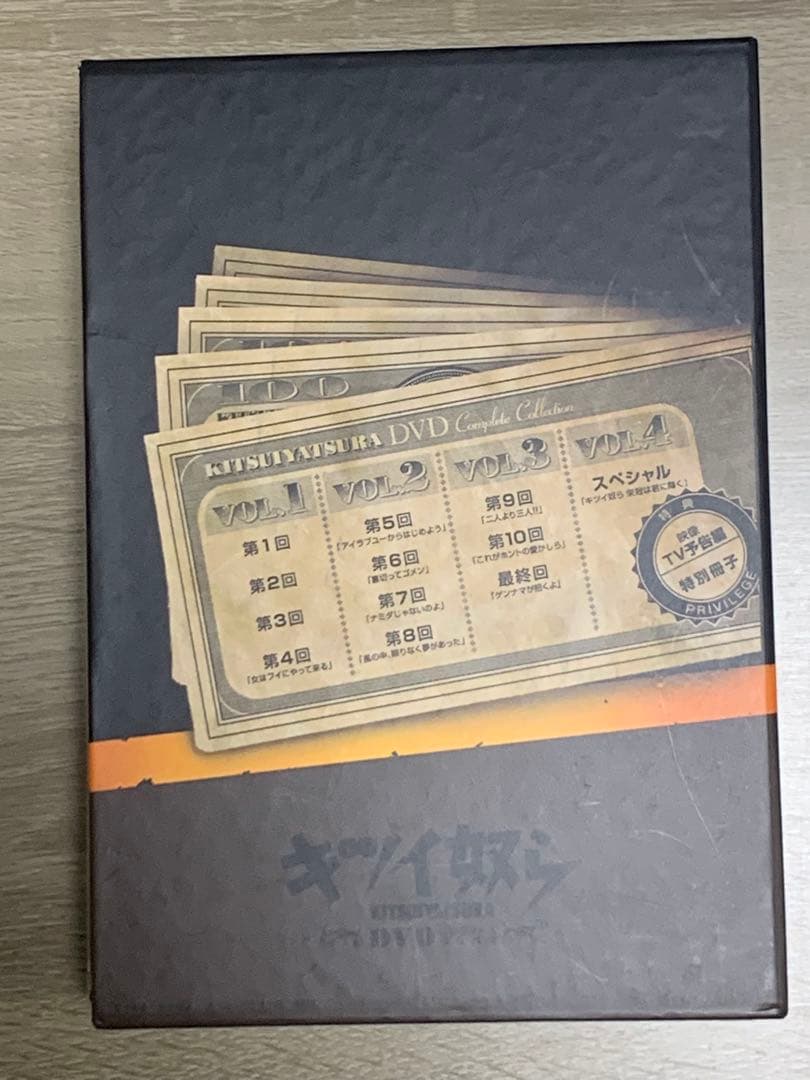 100
KITSUIYATSURA DVD Complete Collection
VOL.1
第1回
第2回
第3回
第4回
「女はフイにやって来る」
VOL.2
第5回
「アイラブユーからはじめよう」
第6回
「裏切ってゴメン」
第7回
「ナミダじゃないのよ」
第8回
「風の中、限りなく夢があった」
VOL.3
第9回
「二人より三人!!」
第10回
「これがホントの愛かしら」
最終回
「ゲンナマが招くよ」
VOL.4
スペシャル
「キツイ奴ら 栄冠は君に輝く」
特典
映像
TV予告編
特別冊子
PRIVILEGE
キツイ奴ら
KITSUIYATSURA
DVD